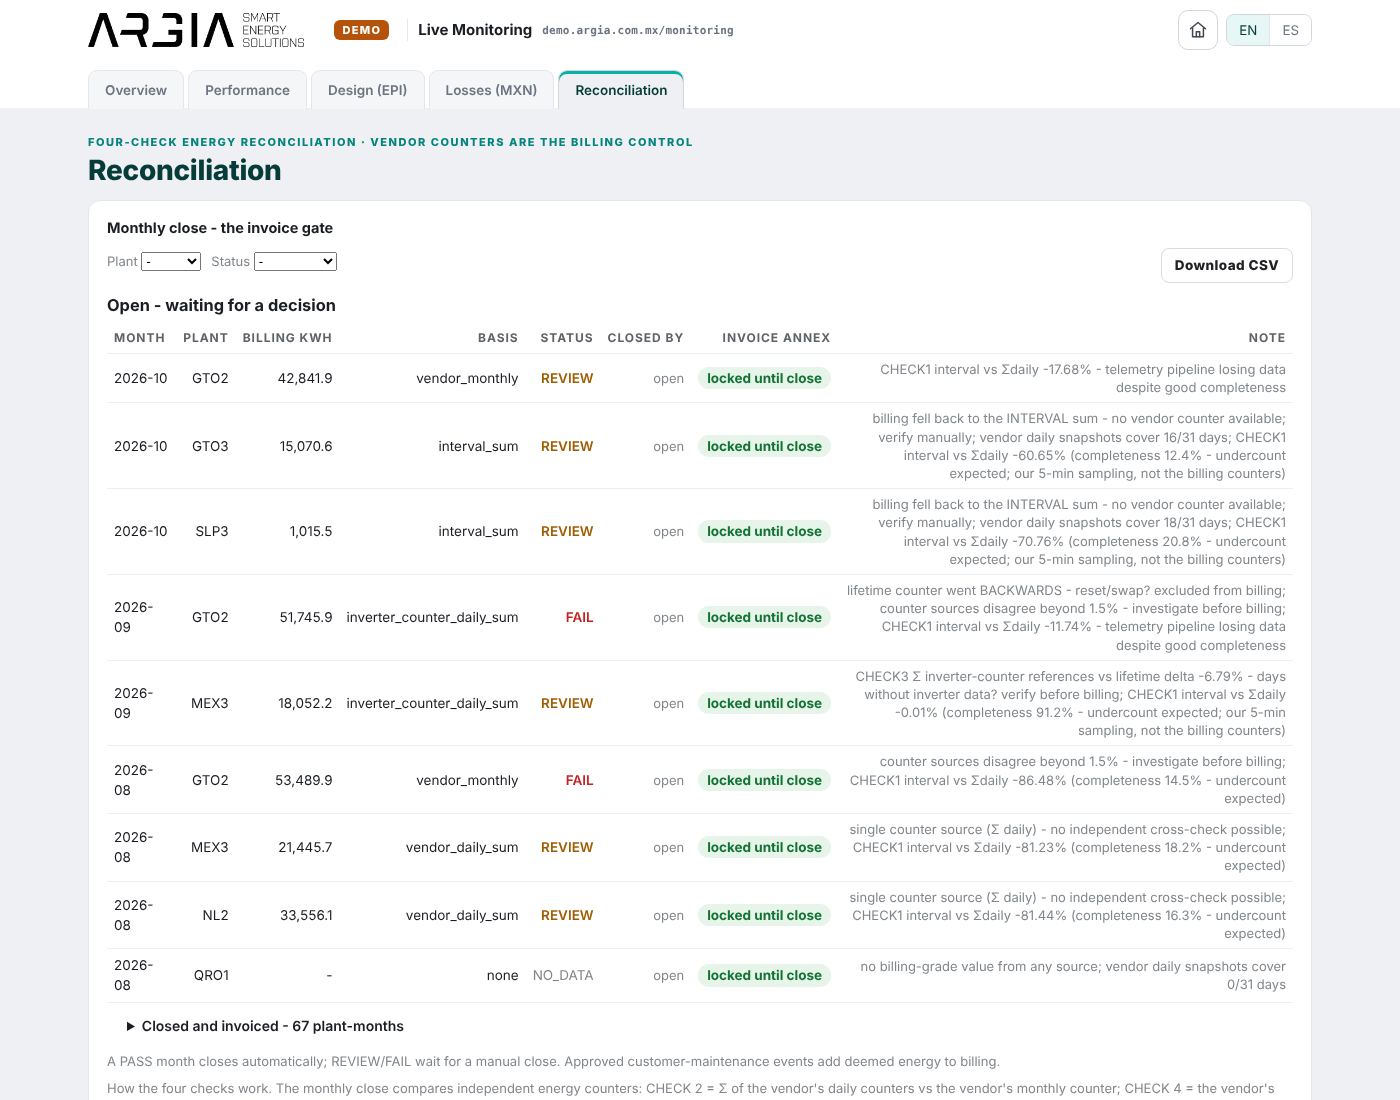 ARGIA SMART ENERGY SOLUTIONS
DEMO
Live Monitoring demo.argia.com.mx/monitoring
EN ES
Overview Performance Design (EPI) Losses (MXN) Reconciliation
FOUR-CHECK ENERGY RECONCILIATION · VENDOR COUNTERS ARE THE BILLING CONTROL
Reconciliation
Monthly close - the invoice gate
Plant - Status -
Download CSV
Open - waiting for a decision
MONTH PLANT BILLING KWH BASIS STATUS CLOSED BY INVOICE ANNEX NOTE
2026-10 GTO2 42,841.9 vendor_monthly REVIEW open locked until close CHECK1 interval vs Σdaily -17.68% - telemetry pipeline losing data
despite good completeness
2026-10 GTO3 15,070.6 interval_sum REVIEW open locked until close billing fell back to the INTERVAL sum - no vendor counter available;
verify manually; vendor daily snapshots cover 16/31 days; CHECK1
interval vs Σdaily -60.65% (completeness 12.4% - undercount
expected; our 5-min sampling, not the billing counters)
2026-10 SLP3 1,015.5 interval_sum REVIEW open locked until close billing fell back to the INTERVAL sum - no vendor counter available;
verify manually; vendor daily snapshots cover 18/31 days; CHECK1
interval vs Σdaily -70.76% (completeness 20.8% - undercount
expected; our 5-min sampling, not the billing counters)
2026-09 GTO2 51,745.9 inverter_counter_daily_sum FAIL open locked until close lifetime counter went BACKWARDS - reset/swap? excluded from billing;
counter sources disagree beyond 1.5% - investigate before billing;
CHECK1 interval vs Σdaily -11.74% - telemetry pipeline losing data
despite good completeness
2026-09 MEX3 18,052.2 inverter_counter_daily_sum REVIEW open locked until close CHECK3 Σ inverter-counter references vs lifetime delta -6.79% - days
without inverter data? verify before billing; CHECK1 interval vs Σdaily
-0.01% (completeness 91.2% - undercount expected; our 5-min
sampling, not the billing counters)
2026-08 GTO2 53,489.9 vendor_monthly FAIL open locked until close counter sources disagree beyond 1.5% - investigate before billing;
CHECK1 interval vs Σdaily -86.48% (completeness 14.5% - undercount
expected)
2026-08 MEX3 21,445.7 vendor_daily_sum REVIEW open locked until close single counter source (Σ daily) - no independent cross-check possible;
CHECK1 interval vs Σdaily -81.23% (completeness 18.2% - undercount
expected)
2026-08 NL2 33,556.1 vendor_daily_sum REVIEW open locked until close single counter source (Σ daily) - no independent cross-check possible;
CHECK1 interval vs Σdaily -81.44% (completeness 16.3% - undercount
expected)
2026-08 QRO1 - none NO_DATA open locked until close no billing-grade value from any source; vendor daily snapshots cover
0/31 days
Closed and invoiced - 67 plant-months
A PASS month closes automatically; REVIEW/FAIL wait for a manual close. Approved customer-maintenance events add deemed energy to billing.
How the four checks work. The monthly close compares independent energy counters: CHECK 2 = Σ of the vendor's daily counters vs the vendor's monthly counter; CHECK 4 = the vendor's